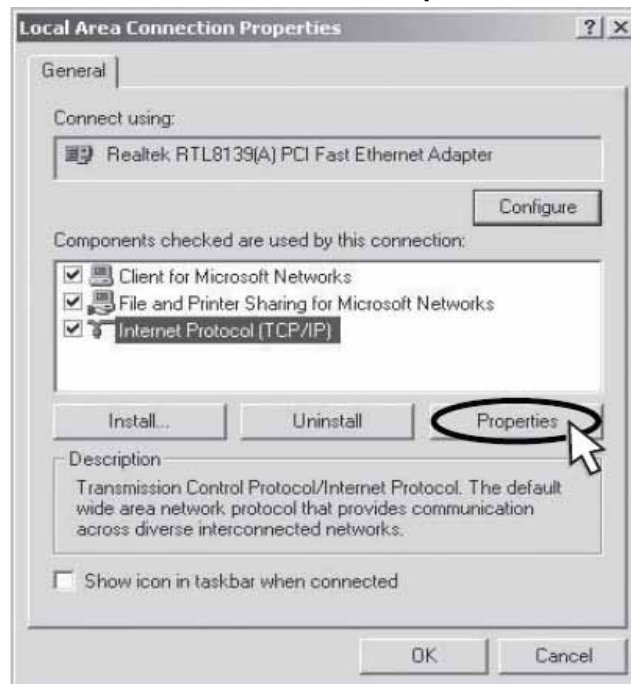 Local Area Connection Properties
General
Connect using:
Realtek RTL8139(A) PCI Fast Ethernet Adapter
Configure
Components checked are used by this connection:
Client for Microsoft Networks
File and Printer Sharing for Microsoft Networks
Internet Protocol (TCP/IP)
Install... Uninstall Properties
Description
Transmission Control Protocol/Internet Protocol. The default
wide area network protocol that provides communication
across diverse interconnected networks.
Show icon in taskbar when connected
OK Cancel